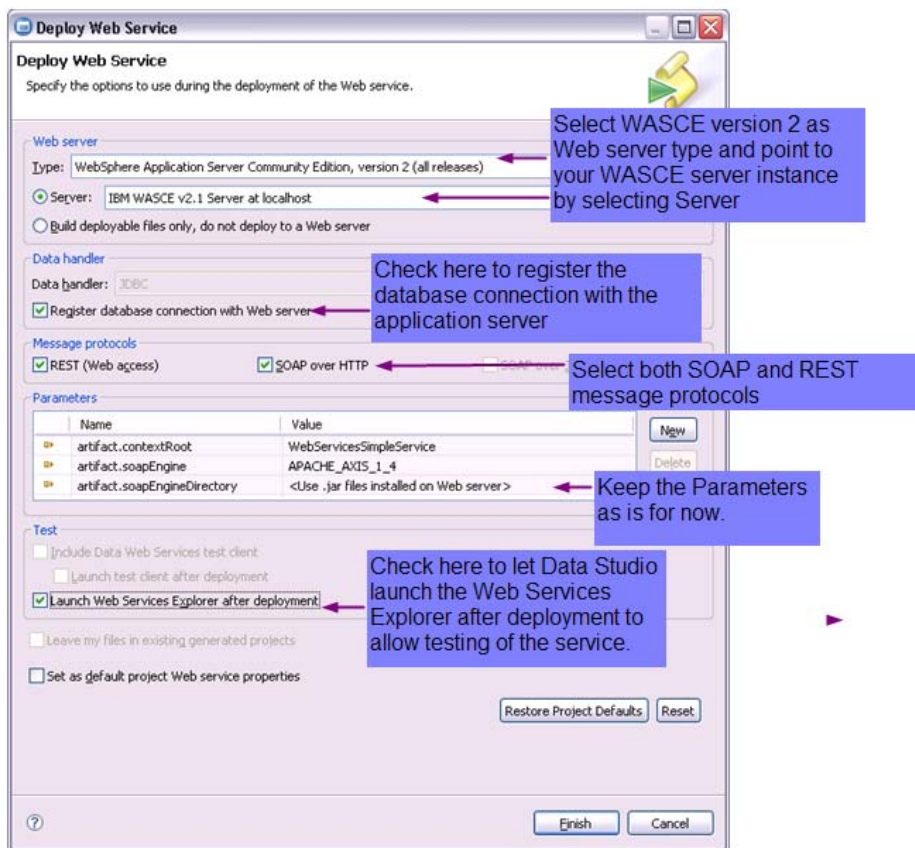 Deploy Web Service
Deploy Web Service
Specify the options to use during the deployment of the Web service.
Web server
Type: WebSphere Application Server Community Edition, version 2 (all releases)
Server: IBM WASCE v2.1 Server at localhost
Build deployable files only, do not deploy to a Web server
Select WASCE version 2 as
Web server type and point to
your WASCE server instance
by selecting Server
Data handler
Data handler: JDBC
Register database connection with Web server
Check here to register the
database connection with the
application server
Message protocols
REST (Web access) SOAP over HTTP SOAP over
Select both SOAP and REST
message protocols
Parameters
Name Value
artifact.contextRoot WebServicesSimpleService
artifact.soapEngine APACHE_AXIS_1_4
artifact.soapEngineDirectory <Use .jar files installed on Web server>
New
Delete
Keep the Parameters
as is for now.
Test
Include Data Web Services test client
Launch test client after deployment
Launch Web Services Explorer after deployment
Check here to let Data Studio
launch the Web Services
Explorer after deployment to
allow testing of the service.
Leave my files in existing generated projects
Set as default project Web service properties
Restore Project Defaults Reset
? Finish Cancel